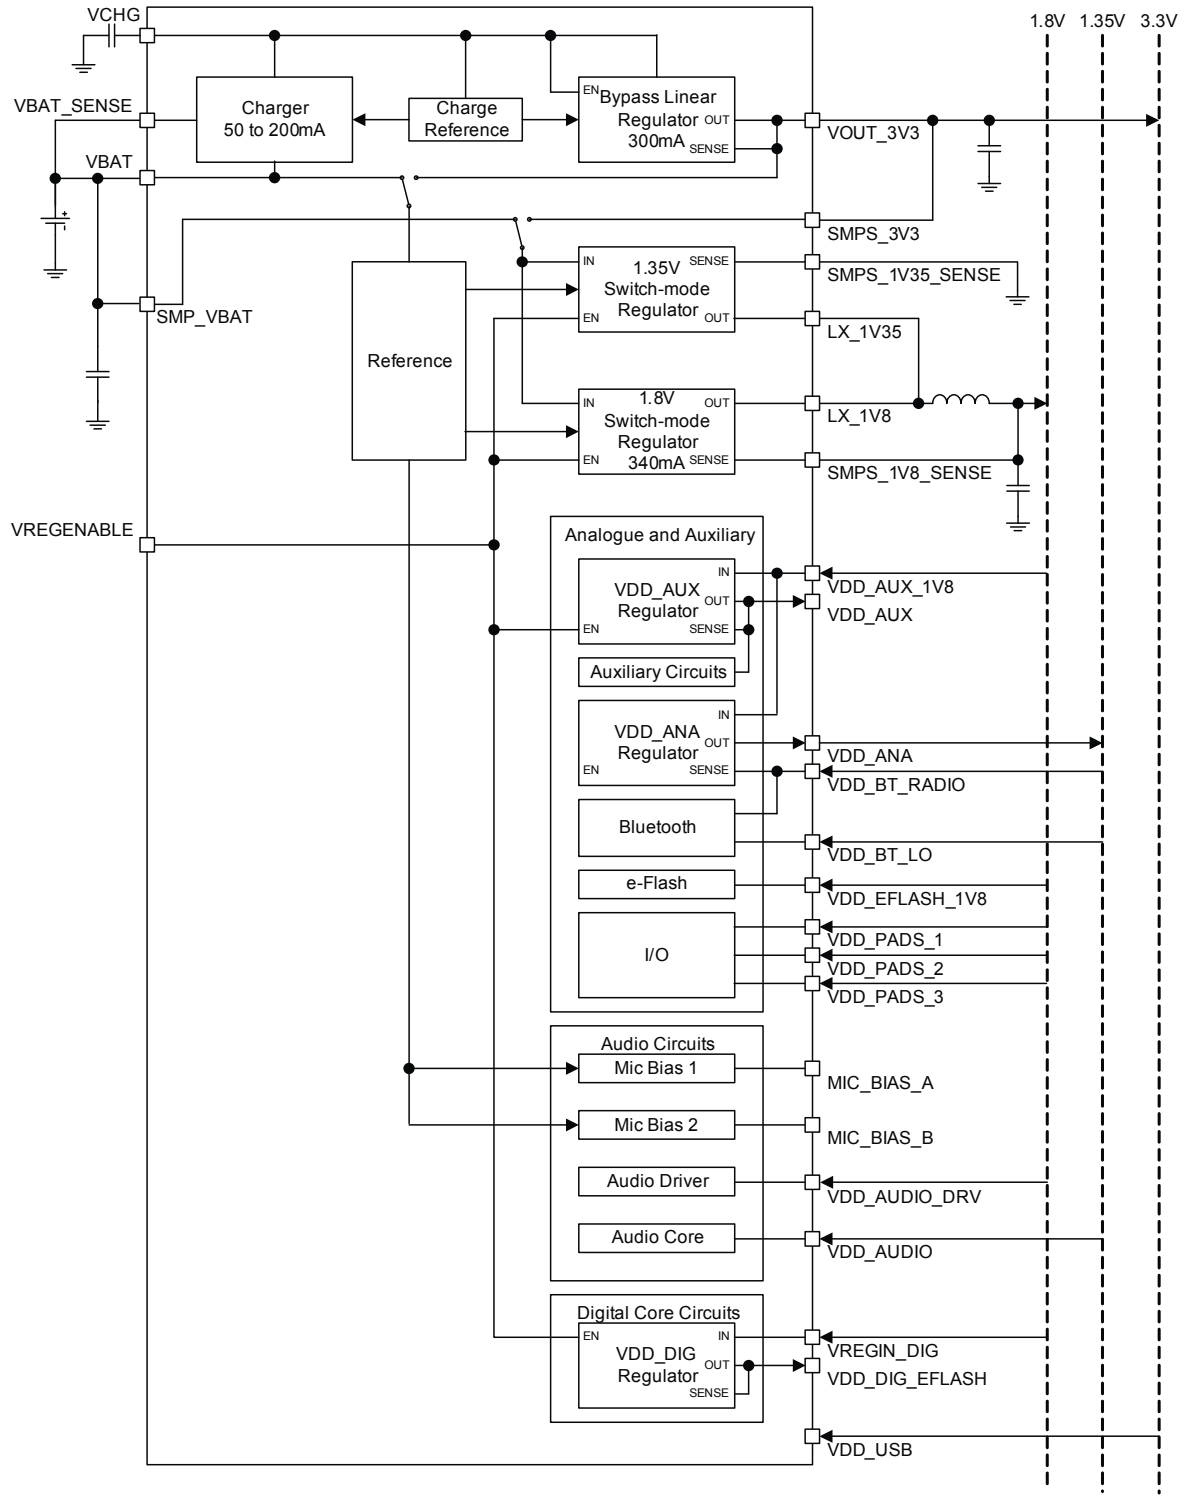 VCHG
1.8V 1.35V 3.3V
VBAT_SENSE
Charger
50 to 200mA
Charge
Reference
EN
Bypass Linear
Regulator
300mA
OUT
SENSE
VOUT_3V3
VBAT
+
-
SMPS_3V3
SMP_VBAT
Reference
IN
1.35V
Switch-mode
Regulator
SENSE
EN
OUT
SMPS_1V35_SENSE
LX_1V35
IN
1.8V
Switch-mode
Regulator
340mA
OUT
EN
SENSE
LX_1V8
SMPS_1V8_SENSE
VREGENABLE
Analogue and Auxiliary
VDD_AUX
Regulator
IN
OUT
EN
SENSE
VDD_AUX_1V8
VDD_AUX
Auxiliary Circuits
VDD_ANA
Regulator
IN
OUT
EN
SENSE
VDD_ANA
VDD_BT_RADIO
Bluetooth
VDD_BT_LO
e-Flash
VDD_EFLASH_1V8
I/O
VDD_PADS_1
VDD_PADS_2
VDD_PADS_3
Audio Circuits
Mic Bias 1
MIC_BIAS_A
Mic Bias 2
MIC_BIAS_B
Audio Driver
VDD_AUDIO_DRV
Audio Core
VDD_AUDIO
Digital Core Circuits
EN
IN
VDD_DIG
Regulator
OUT
SENSE
VREGIN_DIG
VDD_DIG_EFLASH
VDD_USB